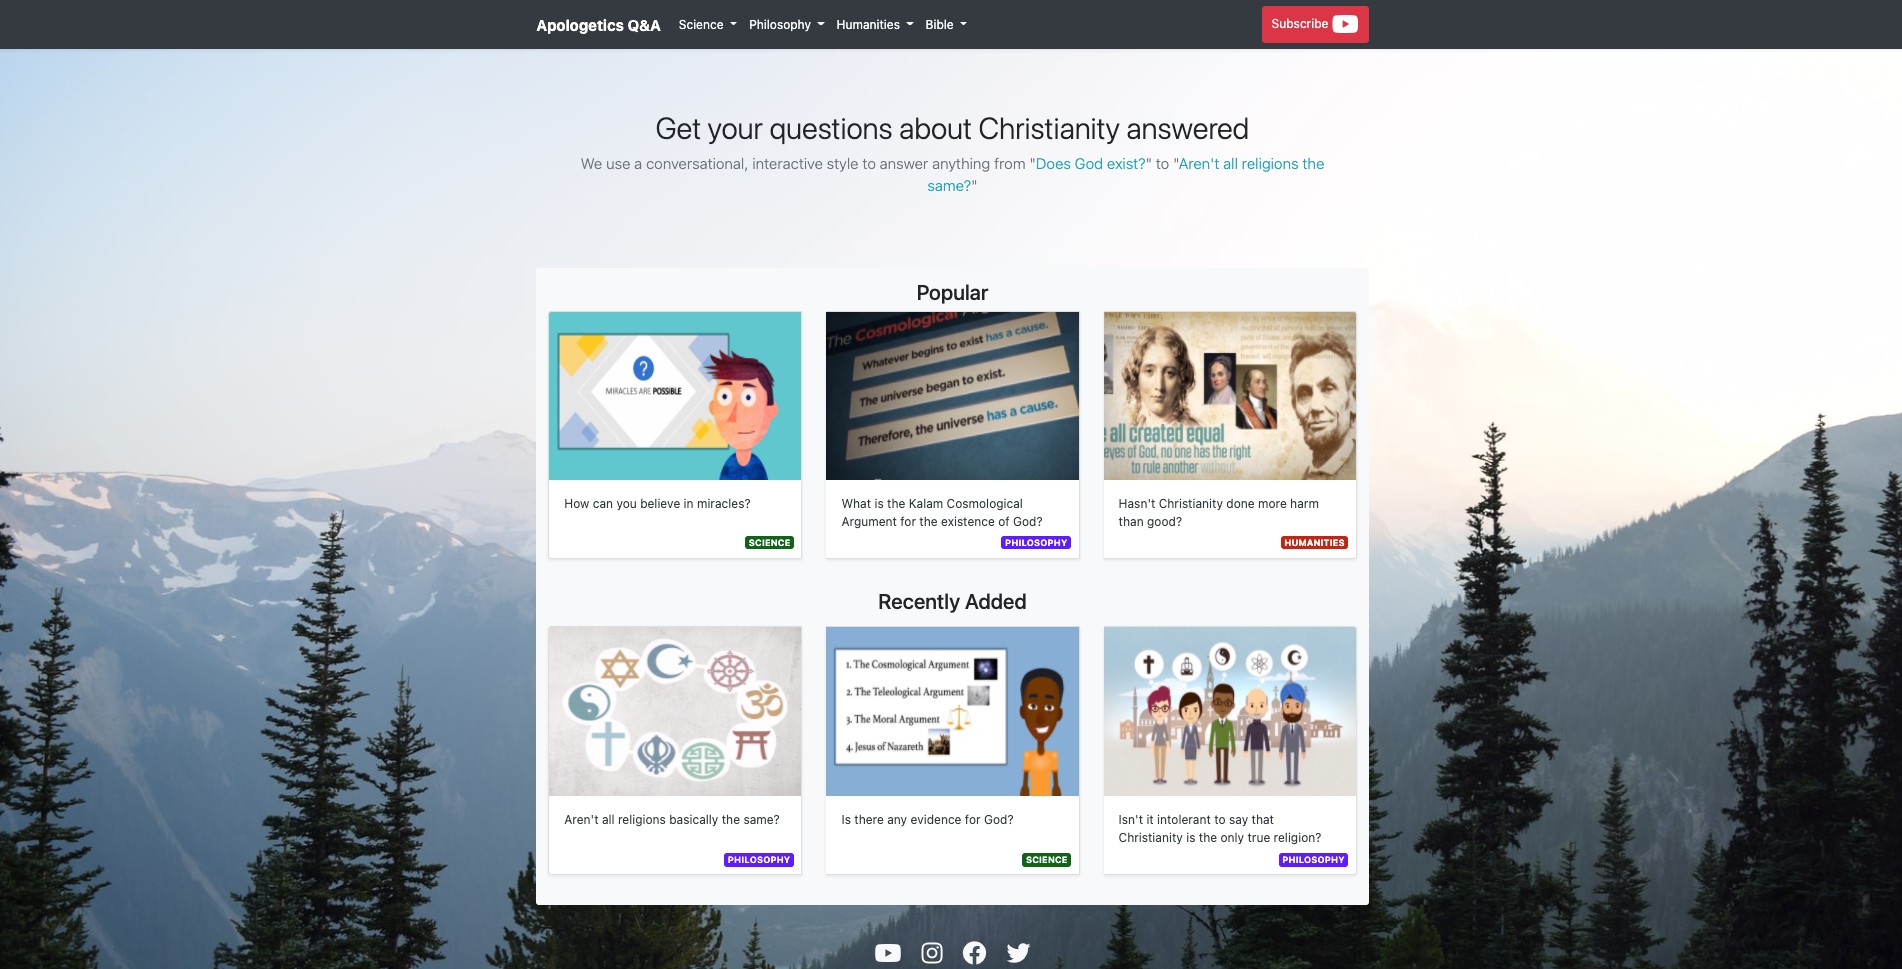 Apologetics Q&A
Science
Philosophy
Humanities
Bible
Subscribe
Get your questions about Christianity answered
We use a conversational, interactive style to answer anything from "Does God exist?" to "Aren't all religions the
same?"
Popular
?
MIRACLES ARE POSSIBLE
How can you believe in miracles?
SCIENCE
The Cosmological
Whatever begins to exist has a cause.
The universe began to exist.
Therefore, the universe has a cause.
What is the Kalam Cosmological
Argument for the existence of God?
PHILOSOPHY
all created equal
eyes of God, no one has the right
to rule another without
Hasn't Christianity done more harm
than good?
HUMANITIES
Recently Added
Aren't all religions basically the same?
PHILOSOPHY
1. The Cosmological Argument
2. The Teleological Argument
3. The Moral Argument
4. Jesus of Nazareth
Is there any evidence for God?
SCIENCE
Isn't it intolerant to say that
Christianity is the only true religion?
PHILOSOPHY